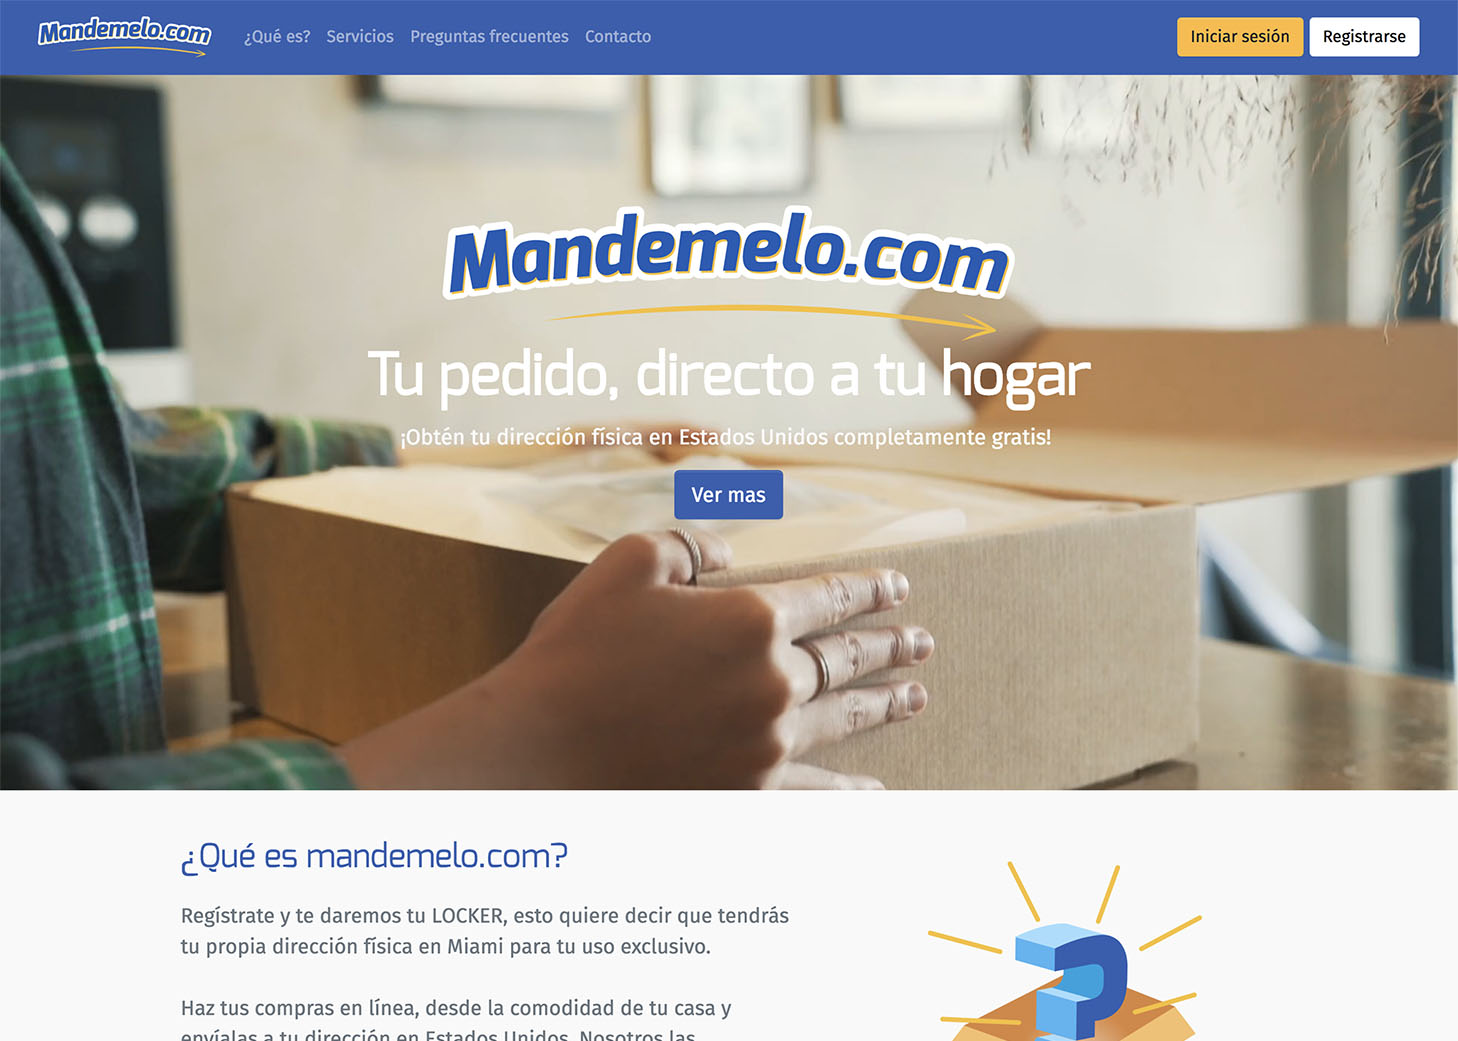 Mandemelo.com
¿Qué es? Servicios Preguntas frecuentes Contacto
Iniciar sesión Registrarse
Mandemelo.com
Tu pedido, directo a tu hogar
¡Obtén tu dirección física en Estados Unidos completamente gratis!
Ver mas
¿Qué es mandemelo.com?
Regístrate y te daremos tu LOCKER, esto quiere decir que tendrás
tu propia dirección física en Miami para tu uso exclusivo.
Haz tus compras en línea, desde la comodidad de tu casa y
envíalas a tu dirección en Estados Unidos. Nosotros las
?